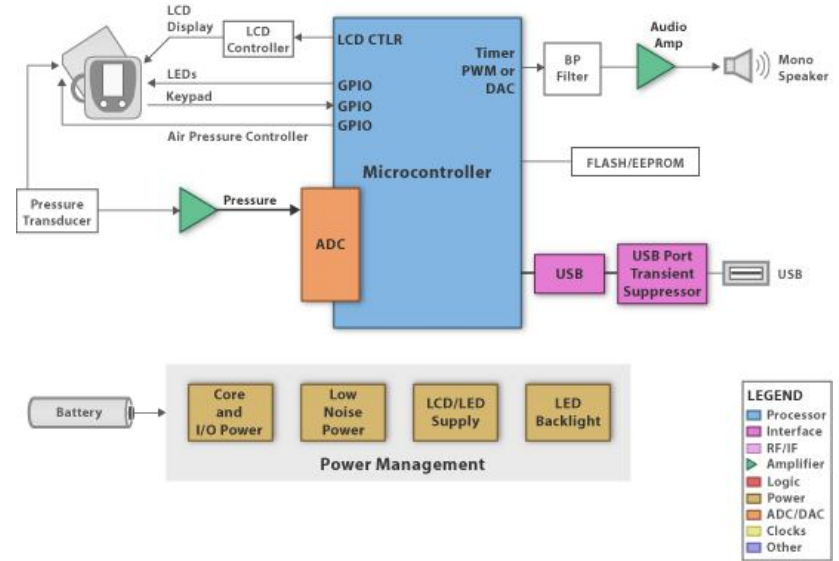 LCD
Display
LCD
Controller
LCD CTLR
LEDs
GPIO
Keypad
GPIO
Air Pressure Controller
GPIO
Timer
PWM or
DAC
BP
Filter
Audio
Amp
Mono
Speaker
Microcontroller
FLASH/EEPROM
Pressure
Transducer
Pressure
ADC
USB
USB Port
Transient
Suppressor
USB
Battery
Core
and
I/O Power
Low
Noise
Power
LCD/LED
Supply
LED
Backlight
Power Management
LEGEND
Processor
Interface
RF/IF
Amplifier
Logic
Power
ADC/DAC
Clocks
Other